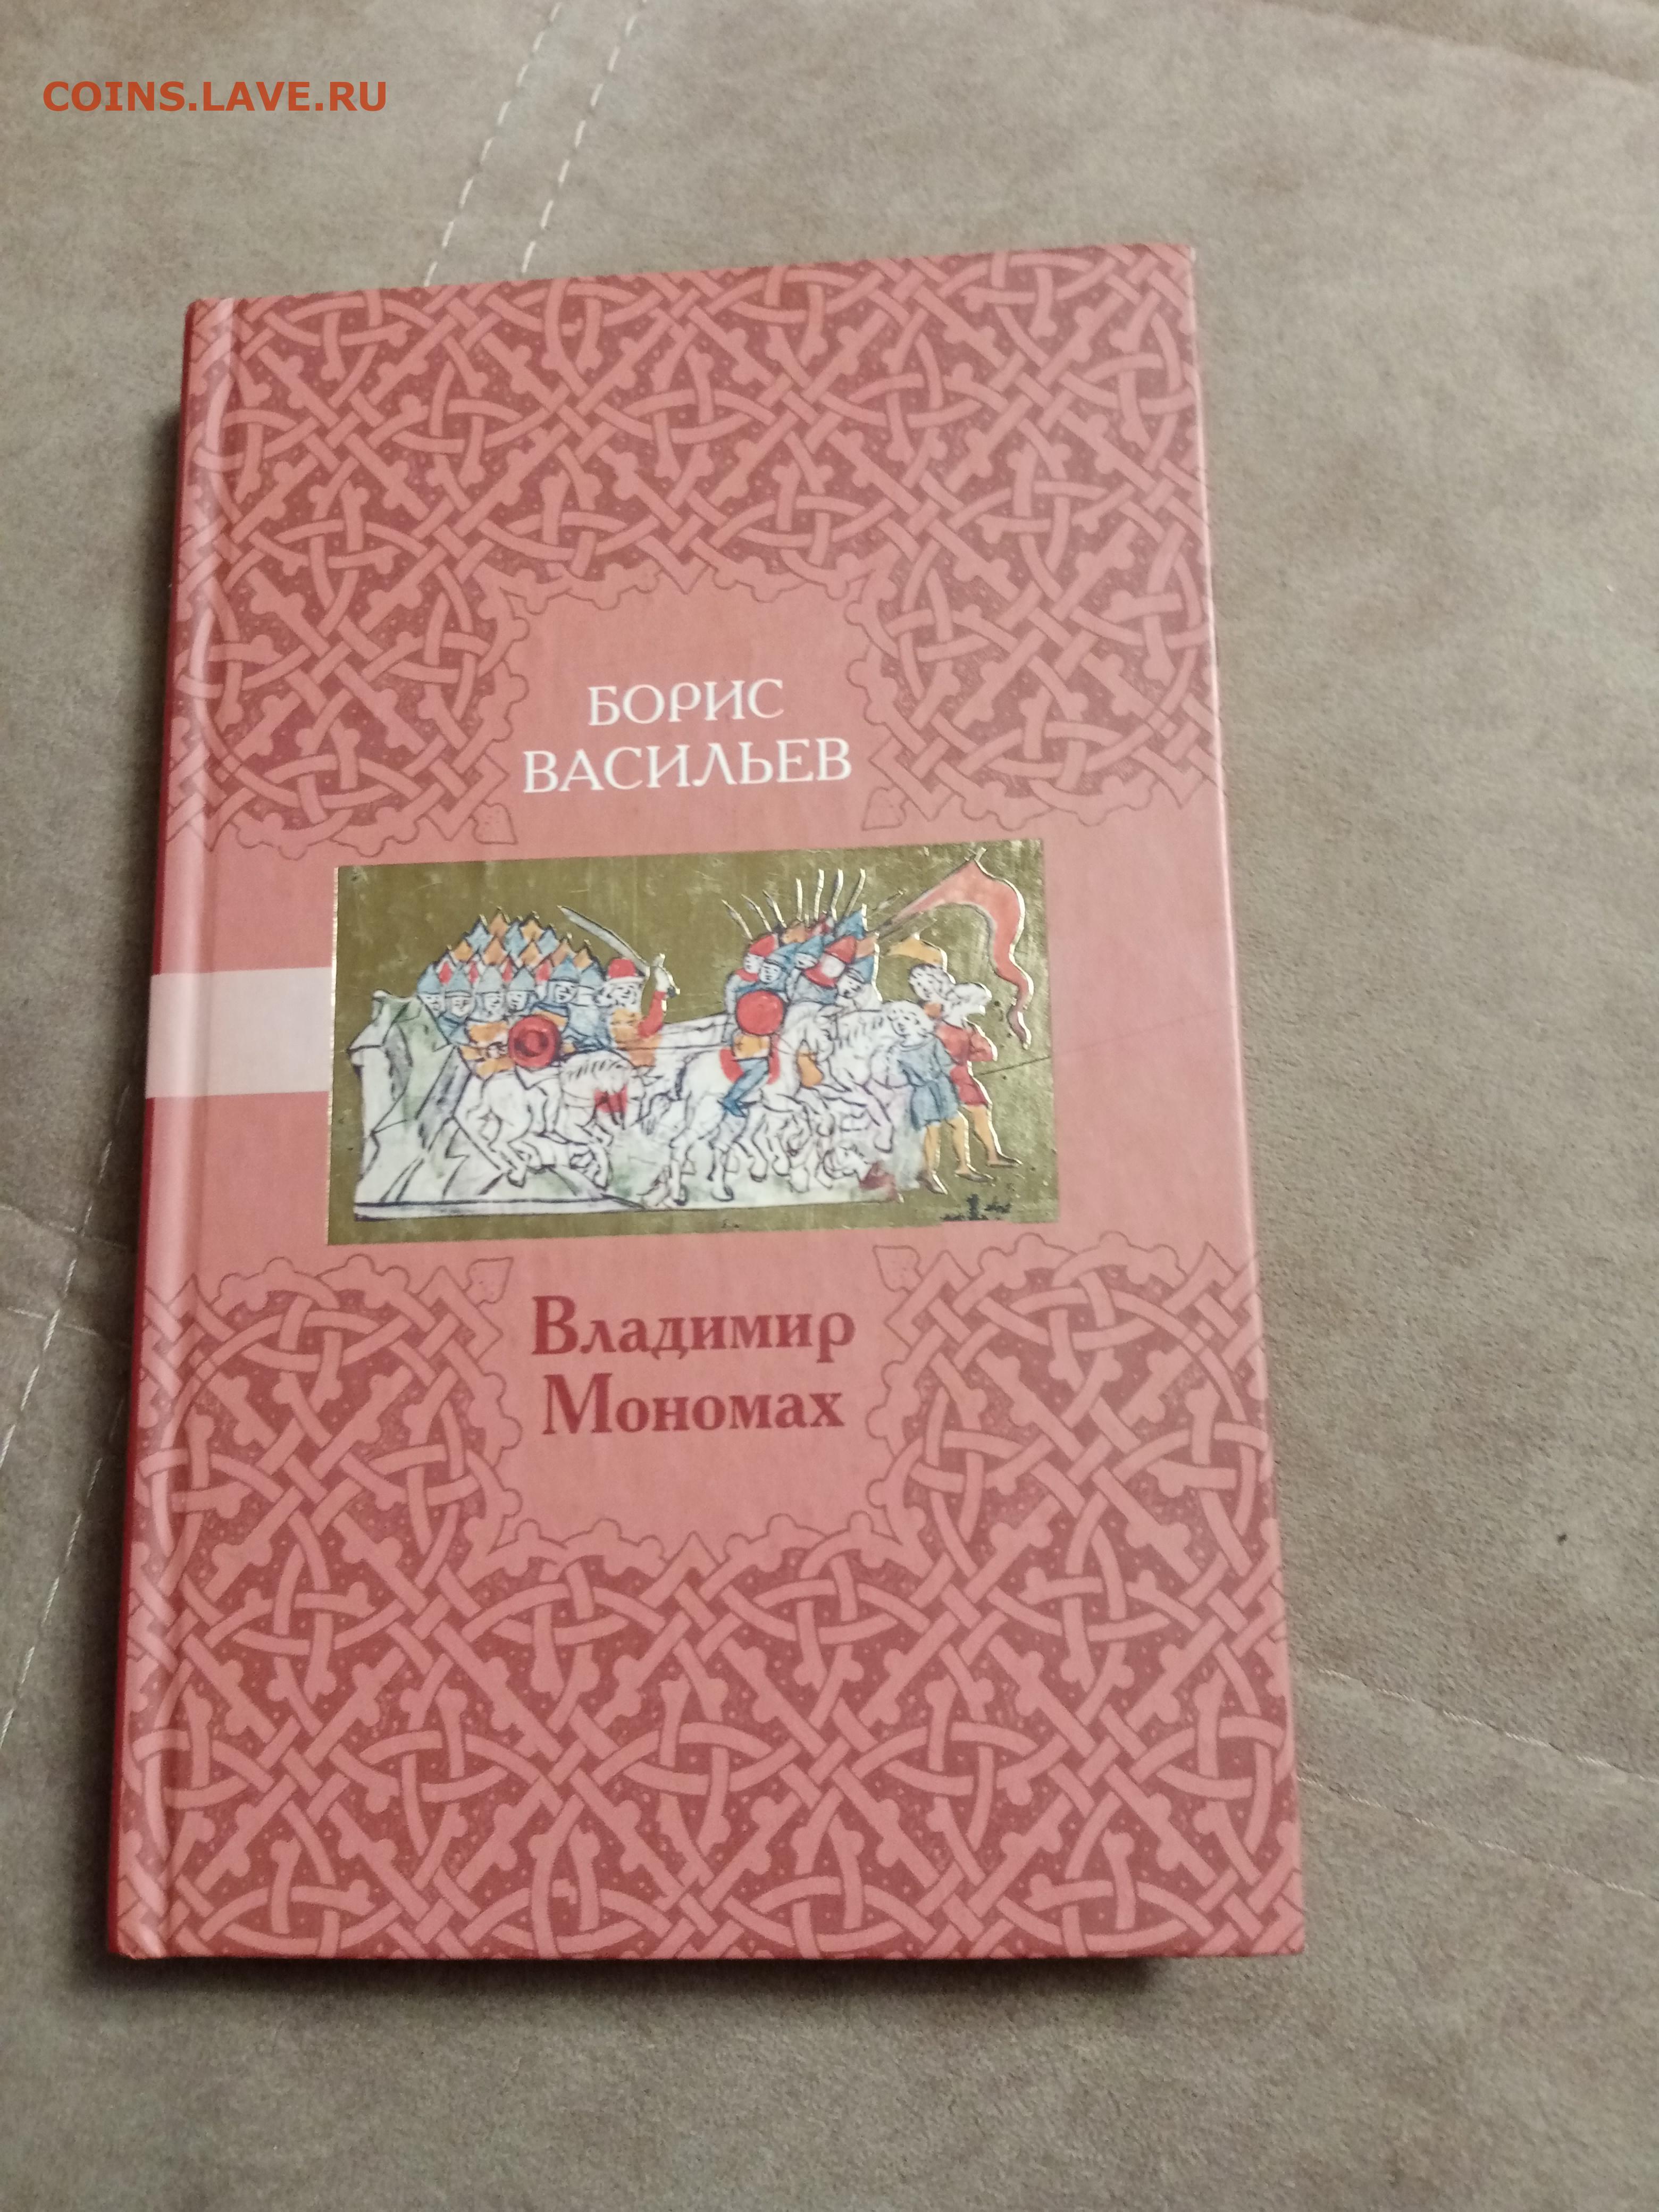 COINS.LAVE.RU
БОРИС
ВАСИЛЬЕВ
Владимир
Мономах